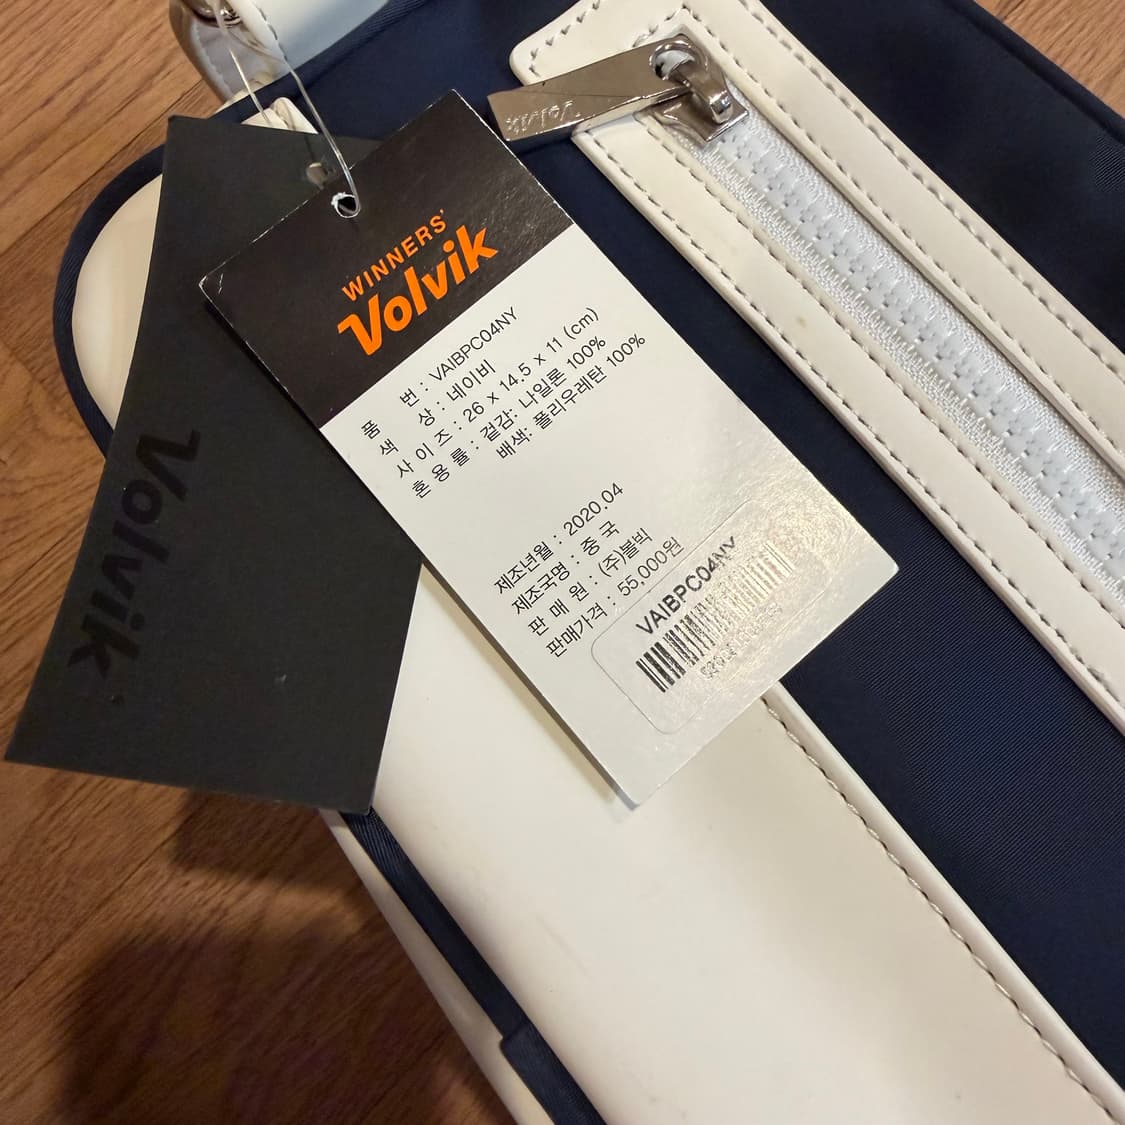 Volvik
WINNERS'
Volvik
품 번 : VAIBPC04NY
색 상 : 네이비
사 이 즈 : 26 x 14.5 x 11 (cm)
혼 용 률 : 겉감: 나일론 100%
배색: 폴리우레탄 100%
제조년월 : 2020.04
제조국명 : 중 국
판 매 원 : (주)볼빅
판매가격 : 55,000원
VAIBPC04NY
Volvik